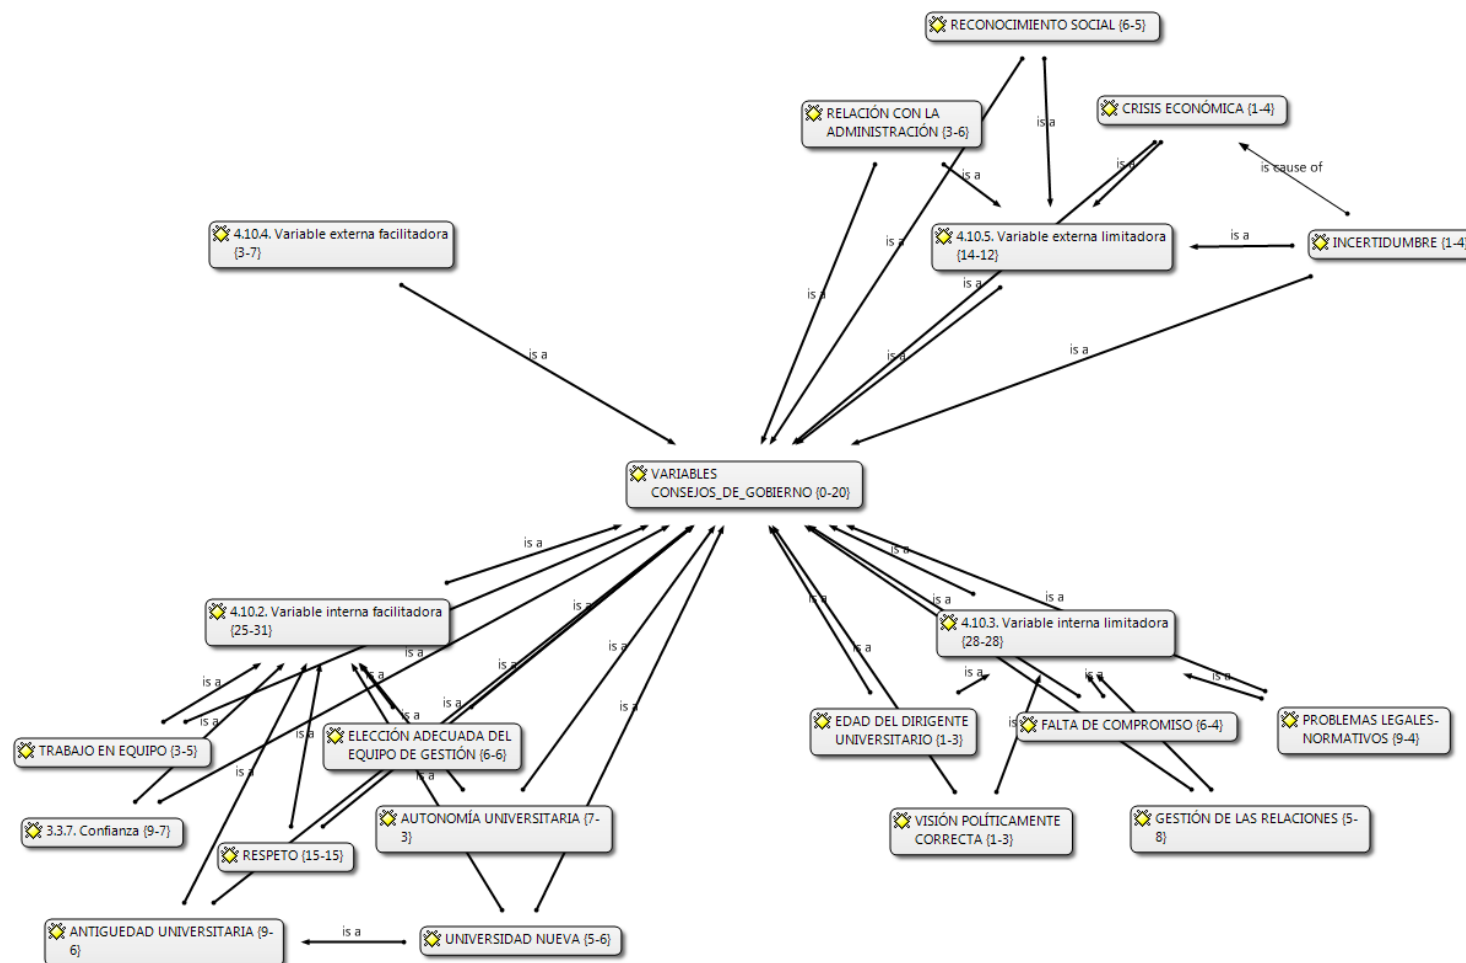 RECONOCIMIENTO SOCIAL {6-5}
RELACIÓN CON LA
ADMINISTRACIÓN {3-6}
CRISIS ECONÓMICA {1-4}
is a
is a
is a
is cause of
4.10.4. Variable externa facilitadora
{3-7}
4.10.5. Variable externa limitadora
{14-12}
is a
INCERTIDUMBRE {1-4}
is a
is a
is a
is a
is a
is a
VARIABLES
CONSEJOS_DE_GOBIERNO {0-20}
is a
is a
4.10.2. Variable interna facilitadora
{25-31}
is a
is a
is a
4.10.3. Variable interna limitadora
{28-28}
is a
is a
is a
is a
is a
is a
is a
is a
is a
is a
is a
TRABAJO EN EQUIPO {3-5}
ELECCIÓN ADECUADA DEL
EQUIPO DE GESTIÓN {6-6}
EDAD DEL DIRIGENTE
UNIVERSITARIO {1-3}
is
FALTA DE COMPROMISO {6-4}
PROBLEMAS LEGALES-
NORMATIVOS {9-4}
is a
is a
is a
3.3.7. Confianza {9-7}
AUTONOMÍA UNIVERSITARIA {7-
3}
VISIÓN POLÍTICAMENTE
CORRECTA {1-3}
GESTIÓN DE LAS RELACIONES {5-
8}
RESPETO {15-15}
ANTIGUEDAD UNIVERSITARIA {9-
6}
is a
UNIVERSIDAD NUEVA {5-6}